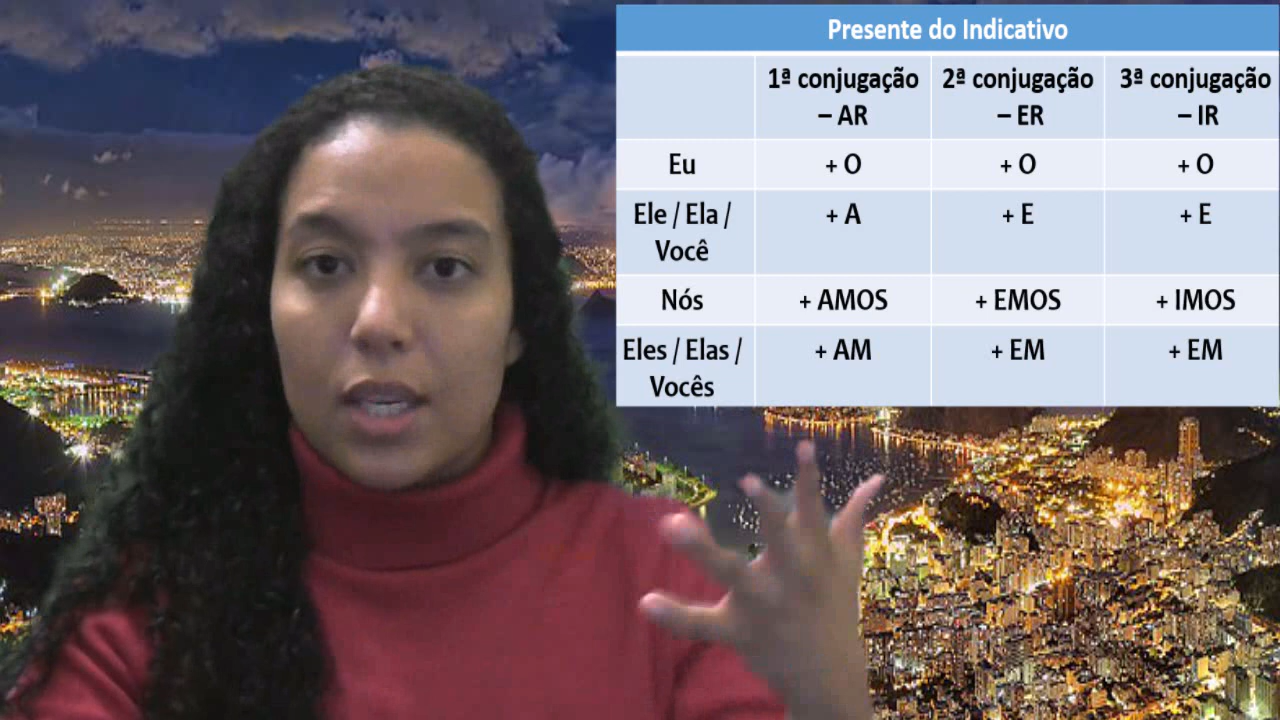 Presente do Indicativo
1ª conjugação 2ª conjugação 3ª conjugação
– AR – ER – IR
Eu + O + O + O
Ele / Ela / + A + E + E
Você
Nós + AMOS + EMOS + IMOS
Eles / Elas / + AM + EM + EM
Vocês